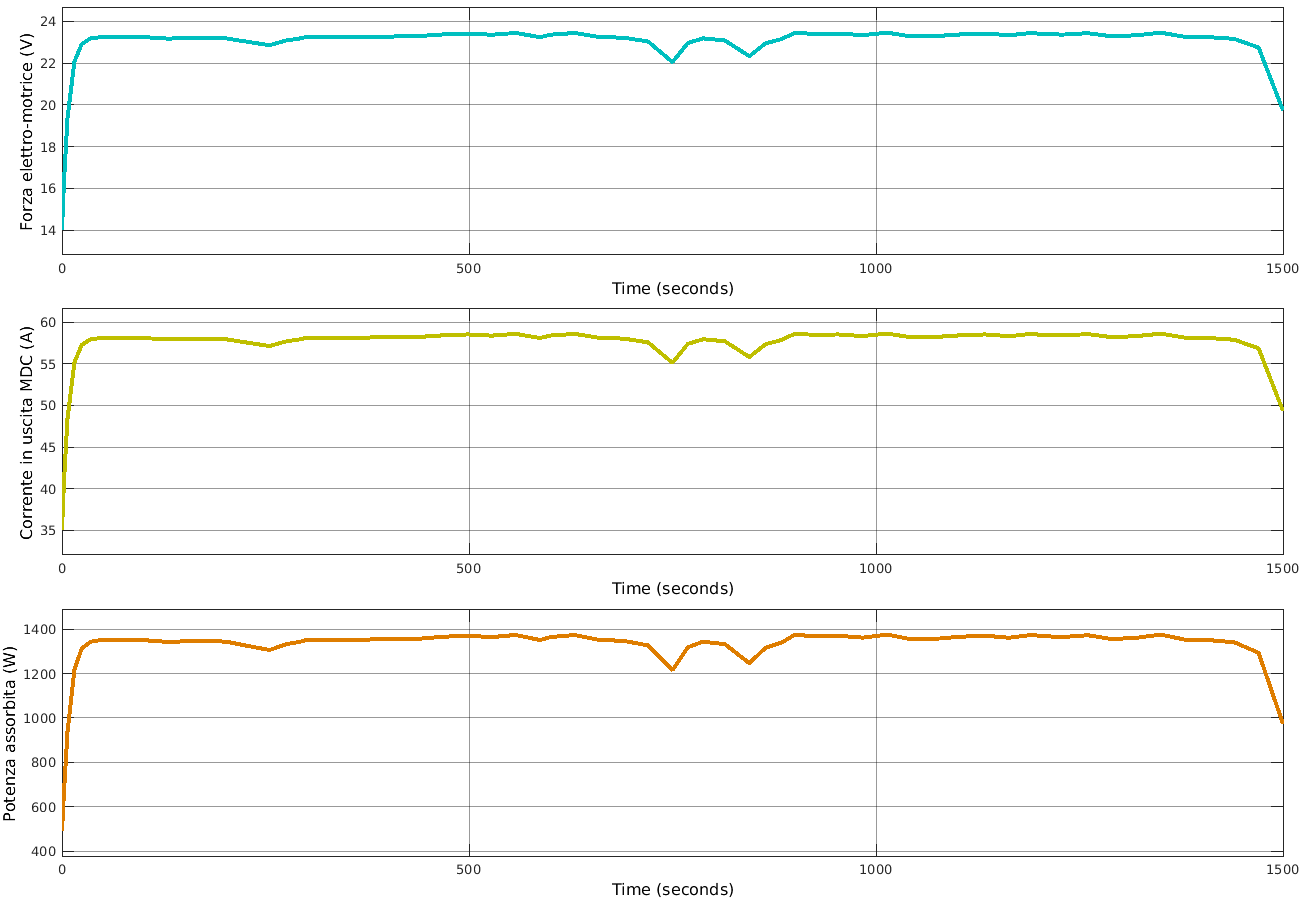 Forza elettro-motrice (V)
24
22
20
18
16
14
0 500 1000 1500
Time (seconds)
Corrente in uscita MDC (A)
60
55
50
45
40
35
0 500 1000 1500
Time (seconds)
Potenza assorbita (W)
1400
1200
1000
800
600
400
0 500 1000 1500
Time (seconds)